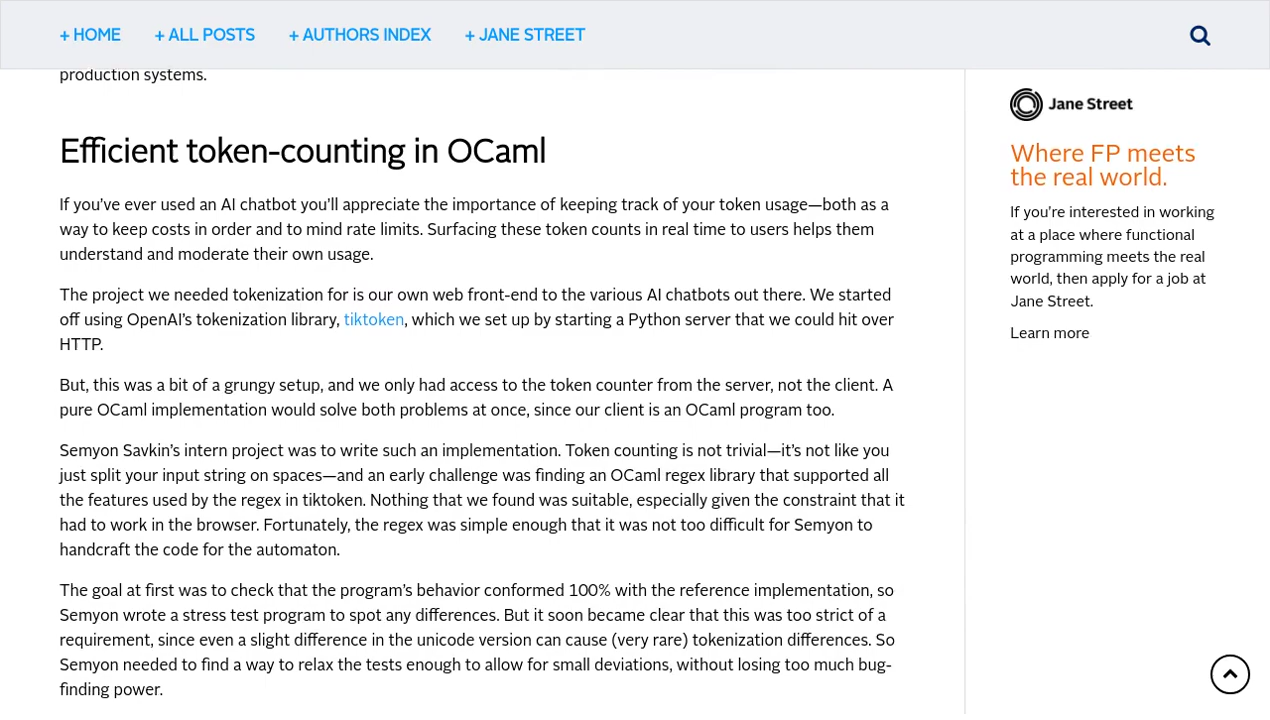 + HOME + ALL POSTS + AUTHORS INDEX + JANE STREET
production systems.
Efficient token-counting in OCaml
If you’ve ever used an AI chatbot you’ll appreciate the importance of keeping track of your token usage—both as a
way to keep costs in order and to mind rate limits. Surfacing these token counts in real time to users helps them
understand and moderate their own usage.
The project we needed tokenization for is our own web front-end to the various AI chatbots out there. We started
off using OpenAI’s tokenization library, tiktoken, which we set up by starting a Python server that we could hit over
HTTP.
But, this was a bit of a grungy setup, and we only had access to the token counter from the server, not the client. A
pure OCaml implementation would solve both problems at once, since our client is an OCaml program too.
Semyon Savkin’s intern project was to write such an implementation. Token counting is not trivial—it’s not like you
just split your input string on spaces—and an early challenge was finding an OCaml regex library that supported all
the features used by the regex in tiktoken. Nothing that we found was suitable, especially given the constraint that it
had to work in the browser. Fortunately, the regex was simple enough that it was not too difficult for Semyon to
handcraft the code for the automaton.
The goal at first was to check that the program’s behavior conformed 100% with the reference implementation, so
Semyon wrote a stress test program to spot any differences. But it soon became clear that this was too strict of a
requirement, since even a slight difference in the unicode version can cause (very rare) tokenization differences. So
Semyon needed to find a way to relax the tests enough to allow for small deviations, without losing too much bug-
finding power.
Jane Street
Where FP meets
the real world.
If you’re interested in working
at a place where functional
programming meets the real
world, then apply for a job at
Jane Street.
Learn more